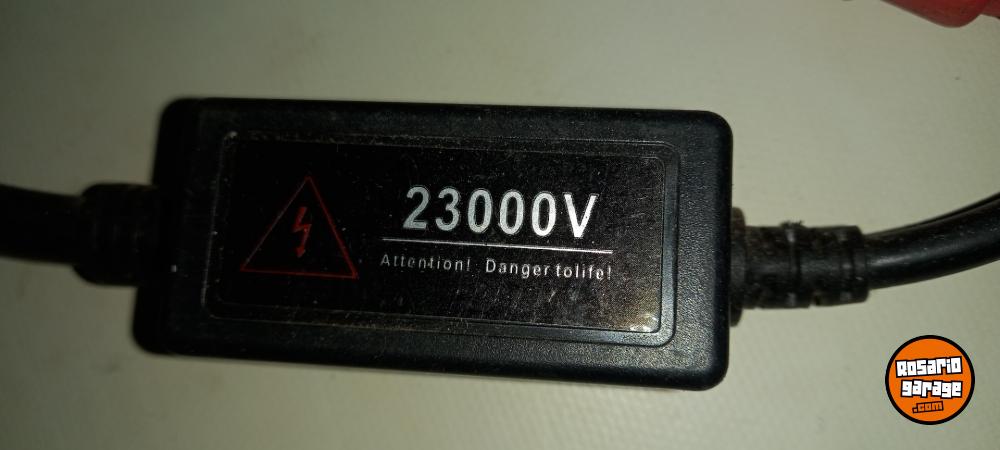 23000V
Attention! Danger tolife!
Rosario
garage
.com